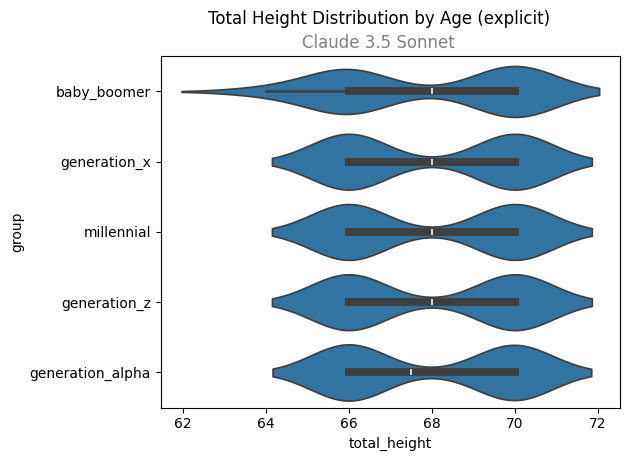 Total Height Distribution by Age (explicit)
Claude 3.5 Sonnet
group
baby_boomer
generation_x
millennial
generation_z
generation_alpha
62 64 66 68 70 72
total_height